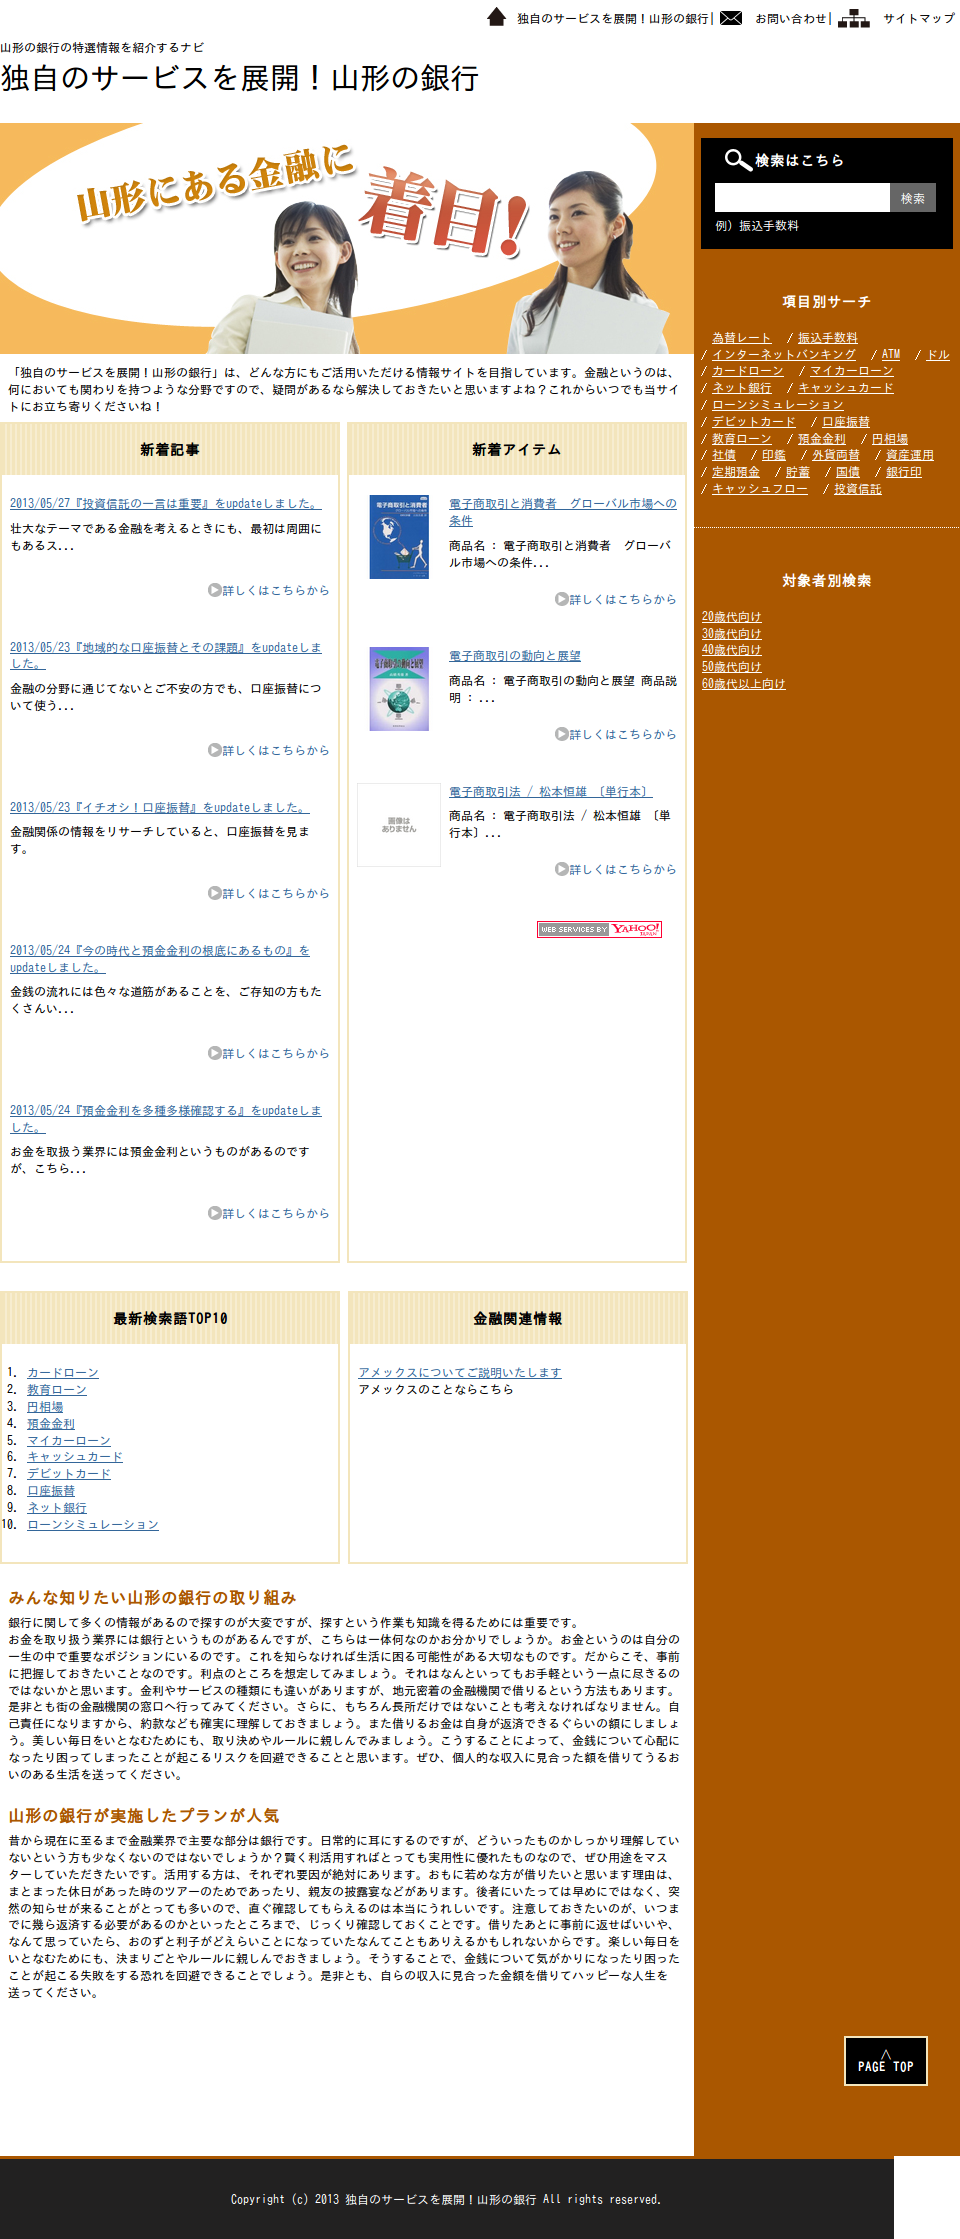 独自のサービスを展開！山形の銀行| お問い合わせ| サイトマップ
山形の銀行の特選情報を紹介するナビ
独自のサービスを展開！山形の銀行
山形にある金融に着目！
「独自のサービスを展開！山形の銀行」は、どんな方にもご活用いただける情報サイトを目指しています。金融というのは、
何においても関わりを持つような分野ですので、疑問があるなら解決しておきたいと思いますよね？これからいつでも当サイ
トにお立ち寄りくださいね！
新着記事
2013/05/27『投資信託の一言は重要』をupdateしました。
壮大なテーマである金融を考えるときにも、最初は周囲に
もあるス...
詳しくはこちらから
2013/05/23『地域的な口座振替とその課題』をupdateしま
した。
金融の分野に通じてないとご不安の方でも、口座振替につ
いて使う...
詳しくはこちらから
2013/05/23『イチオシ！口座振替』をupdateしました。
金融関係の情報をリサーチしていると、口座振替を見ま
す。
詳しくはこちらから
2013/05/24『今の時代と預金金利の根底にあるもの』を
updateしました。
金銭の流れには色々な道筋があることを、ご存知の方もた
くさんい...
詳しくはこちらから
2013/05/24『預金金利を多種多様確認する』をupdateしま
した。
お金を取扱う業界には預金金利というものがあるのです
が、こちら...
詳しくはこちらから
新着アイテム
電子商取引と消費者
電子商取引と消費者　グローバル市場への
条件
商品名 : 電子商取引と消費者　グローバ
ル市場への条件...
詳しくはこちらから
電子商取引の動向と展望
電子商取引の動向と展望
商品名 : 電子商取引の動向と展望 商品説
明 : ...
詳しくはこちらから
画像は
ありません
電子商取引法 / 松本恒雄 〔単行本〕
商品名 : 電子商取引法 / 松本恒雄 〔単
行本〕...
詳しくはこちらから
WEB SERVICES BY YAHOO! JAPAN
最新検索語TOP10
1. カードローン
2. 教育ローン
3. 円相場
4. 預金金利
5. マイカーローン
6. キャッシュカード
7. デビットカード
8. 口座振替
9. ネット銀行
10. ローンシミュレーション
金融関連情報
アメックスについてご説明いたします
アメックスのことならこちら
みんな知りたい山形の銀行の取り組み
銀行に関して多くの情報があるので探すのが大変ですが、探すという作業も知識を得るためには重要です。
お金を取り扱う業界には銀行というものがあるんですが、こちらは一体何なのかお分かりでしょうか。お金というのは自分の
一生の中で重要なポジションにいるのです。これを知らなければ生活に困る可能性がある大切なものです。だからこそ、事前
に把握しておきたいことなのです。利点のところを想定してみましょう。それはなんといってもお手軽という一点に尽きるの
ではないかと思います。金利やサービスの種類にも違いがありますが、地元密着の金融機関で借りるという方法もあります。
是非とも街の金融機関の窓口へ行ってみてください。さらに、もちろん長所だけではないことも考えなければなりません。自
己責任になりますから、約款なども確実に理解しておきましょう。また借りるお金は自身が返済できるぐらいの額にしましょ
う。美しい毎日をいとなむためにも、取り決めやルールに親しんでみましょう。こうすることによって、金銭について心配に
なったり困ってしまったことが起こるリスクを回避できることと思います。ぜひ、個人的な収入に見合った額を借りてうるお
いのある生活を送ってください。
山形の銀行が実施したプランが人気
昔から現在に至るまで金融業界で主要な部分は銀行です。日常的に耳にするのですが、どういったものかしっかり理解してい
ないという方も少なくないのではないでしょうか？賢く利活用すればとっても実用性に優れたものなので、ぜひ用途をマス
ターしていただきたいです。活用する方は、それぞれ要因が絶対にあります。おもに若めな方が借りたいと思います理由は、
まとまった休日があった時のツアーのためであったり、親友の披露宴などがあります。後者にいたっては早めにではなく、突
然の知らせが来ることがとっても多いので、直ぐ確認してもらえるのは本当にうれしいです。注意しておきたいのが、いつま
でに幾ら返済する必要があるのかといったところまで、じっくり確認しておくことです。借りたあとに事前に返せばいいや、
なんて思っていたら、おのずと利子がどえらいことになっていたなんてこともありえるかもしれないからです。楽しい毎日を
いとなむためにも、決まりごとやルールに親しんでおきましょう。そうすることで、金銭について気がかりになったり困った
ことが起こる失敗をする恐れを回避できることでしょう。是非とも、自らの収入に見合った金額を借りてハッピーな人生を
送ってください。
検索はこちら
検索
例）振込手数料
項目別サーチ
為替レート / 振込手数料
/ インターネットバンキング / ATM / ドル
/ カードローン / マイカーローン
/ ネット銀行 / キャッシュカード
/ ローンシミュレーション
/ デビットカード / 口座振替
/ 教育ローン / 預金金利 / 円相場
/ 社債 / 印鑑 / 外貨両替 / 資産運用
/ 定期預金 / 貯蓄 / 国債 / 銀行印
/ キャッシュフロー / 投資信託
対象者別検索
20歳代向け
30歳代向け
40歳代向け
50歳代向け
60歳代以上向け
PAGE TOP
Copyright (c) 2013 独自のサービスを展開！山形の銀行 All rights reserved.